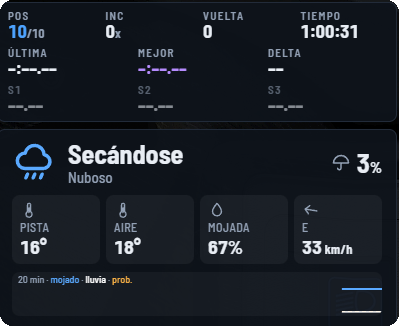 POS INC VUELTA TIEMPO
10/10 0x 0 1:00:31
ÚLTIMA MEJOR DELTA
-:--.-- -:--.-- --
S1 S2 S3
--.-- --.-- --.--
Secándose
Nuboso
3%
PISTA AIRE MOJADA E
16° 18° 67% 33 km/h
20 min · mojado · lluvia · prob.